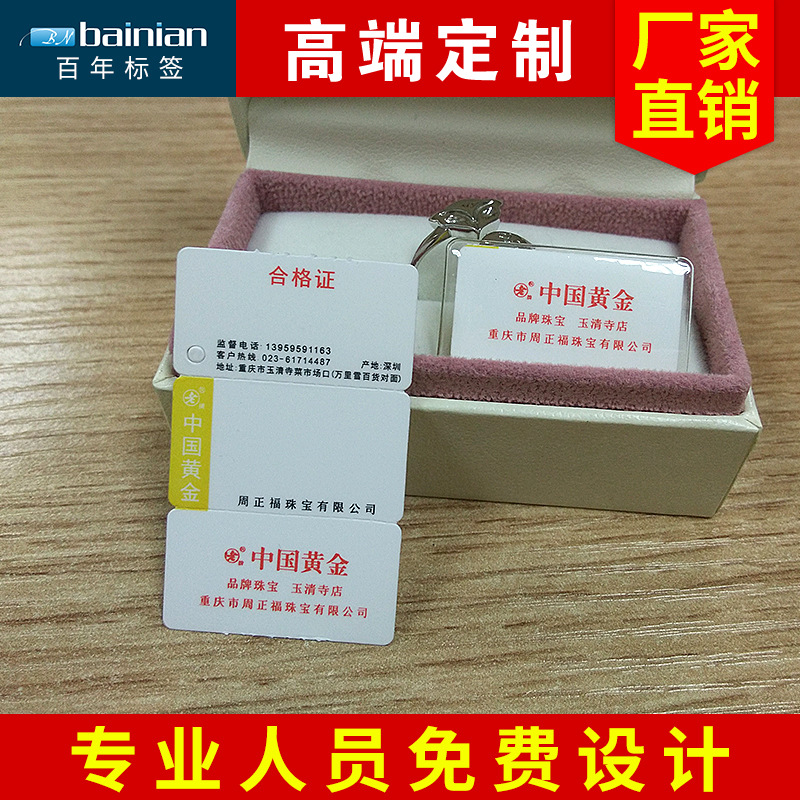 BN bainian
百年标签
高端定制
厂家
直销
合格证
监督电话: 13959591163
客户热线 023-61714487 产地:深圳
地址:重庆市玉清寺菜市场口(万里雪百货对面)
中国黄金
周正福珠宝有限公司
中国黄金
品牌珠宝 玉清寺店
重庆市周正福珠宝有限公司
中国黄金
品牌珠宝 玉清寺店
重庆市周正福珠宝有限公司
专业人员免费设计